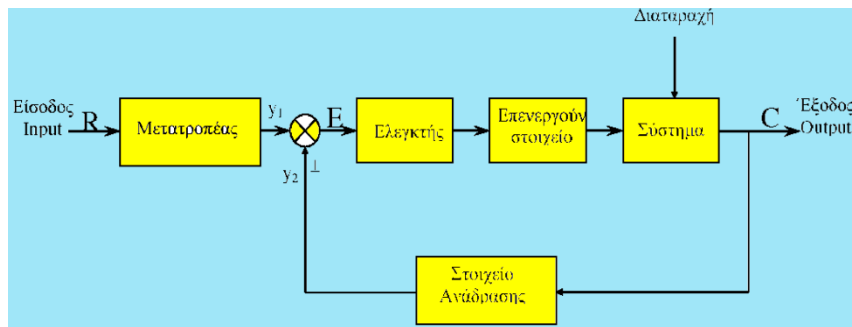 Διαταραχή
Είσοδος
Input
R
Μετατροπέας
y₁
E
Ελεγκτής
Επενεργούν
στοιχείο
Σύστημα
C
Έξοδος
Output
y₂
⊥
Στοιχείο
Ανάδρασης